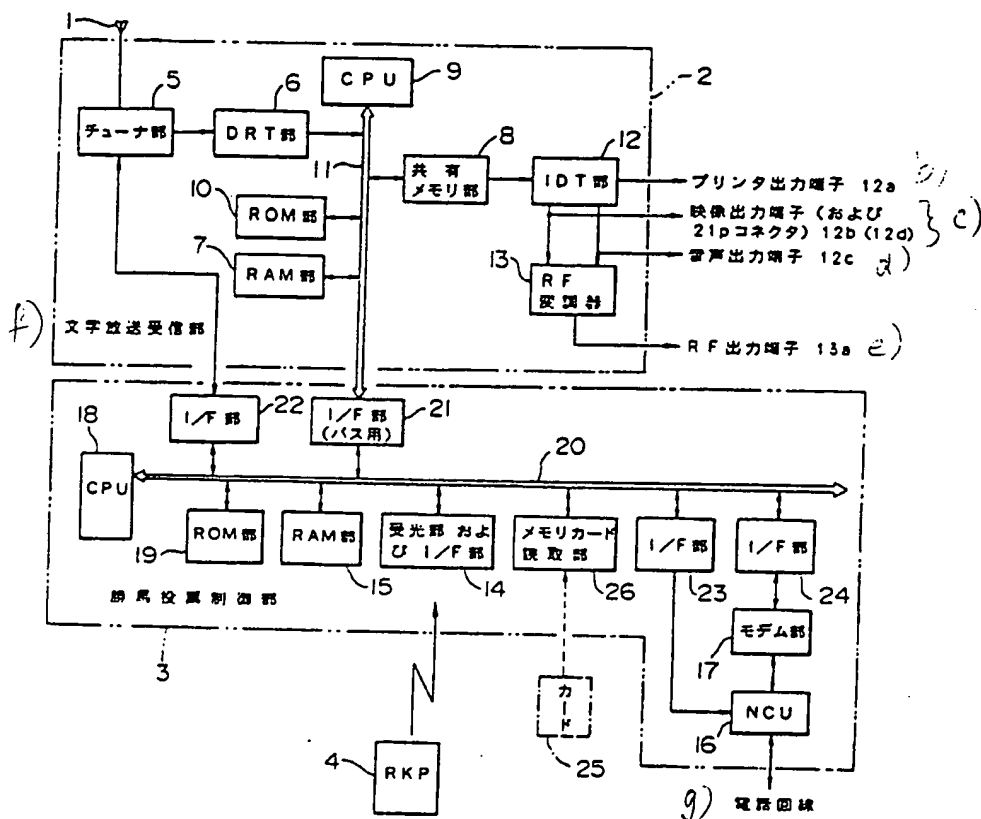 1
CPU
9
2
5
6
チューナ部
DRT部
8
12
11
共有
メモリ部
IDT部
プリンタ出力端子 12a
b)
10
ROM部
映像出力端子 (および
21pコネクタ) 12b (12d)
} c)
7
RAM部
13
RF
変調器
音声出力端子 12c
d)
f)
文字放送受信部
RF出力端子 13a
e)
22
21
I/F部
I/F部
(バス用)
18
CPU
20
ROM部
RAM部
受光部 およ
び I/F部
メモリカード
読取部
I/F部
I/F部
19
15
14
26
23
24
勝馬投票制御部
3
17
モデム部
カ
ー
ド
NCU
16
4
RKP
25
g)
電話回線